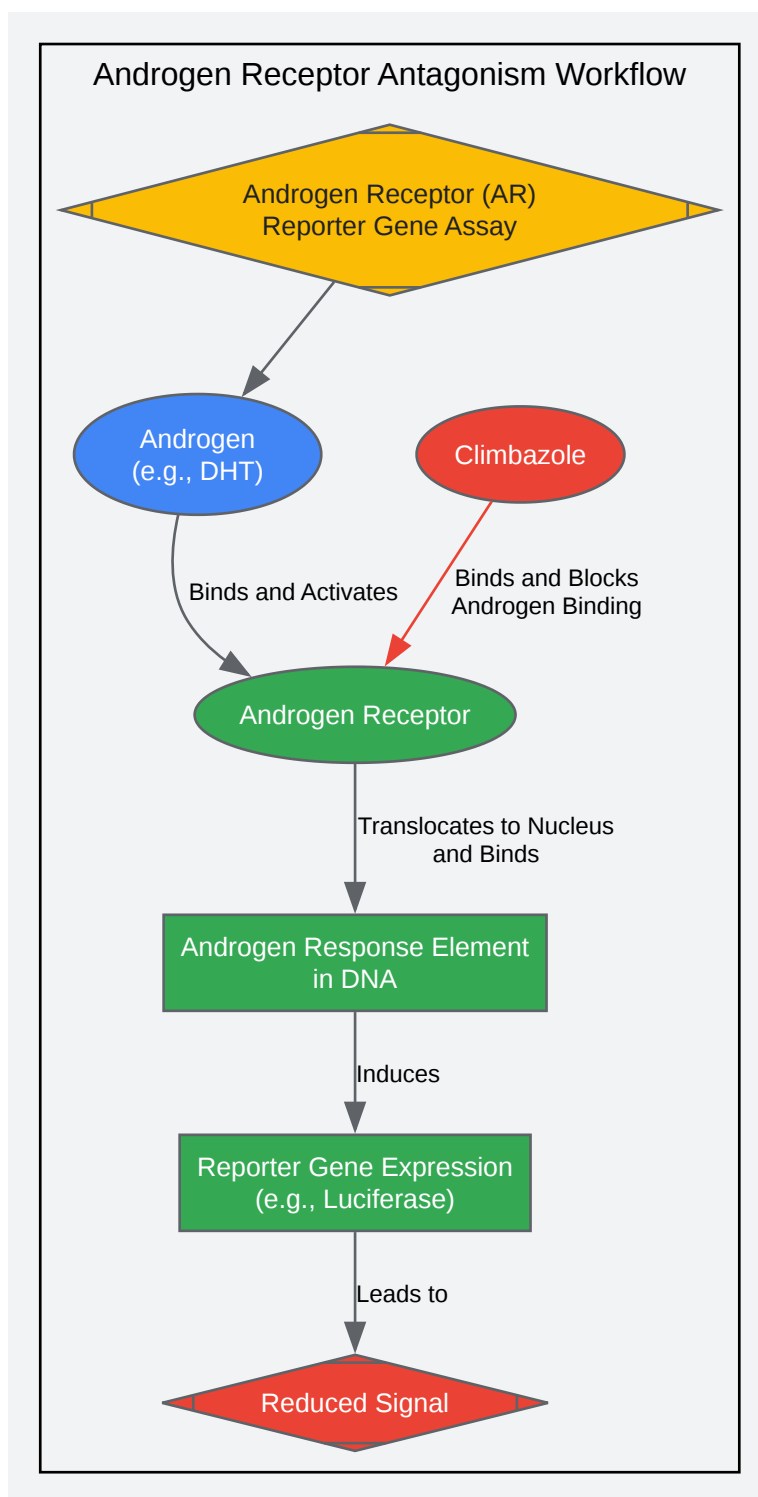 Androgen Receptor Antagonism Workflow
Androgen Receptor (AR)
Reporter Gene Assay
Androgen
(e.g., DHT)
Climbazole
Binds and Activates
Binds and Blocks
Androgen Binding
Androgen Receptor
Translocates to Nucleus
and Binds
Androgen Response Element
in DNA
Induces
Reporter Gene Expression
(e.g., Luciferase)
Leads to
Reduced Signal